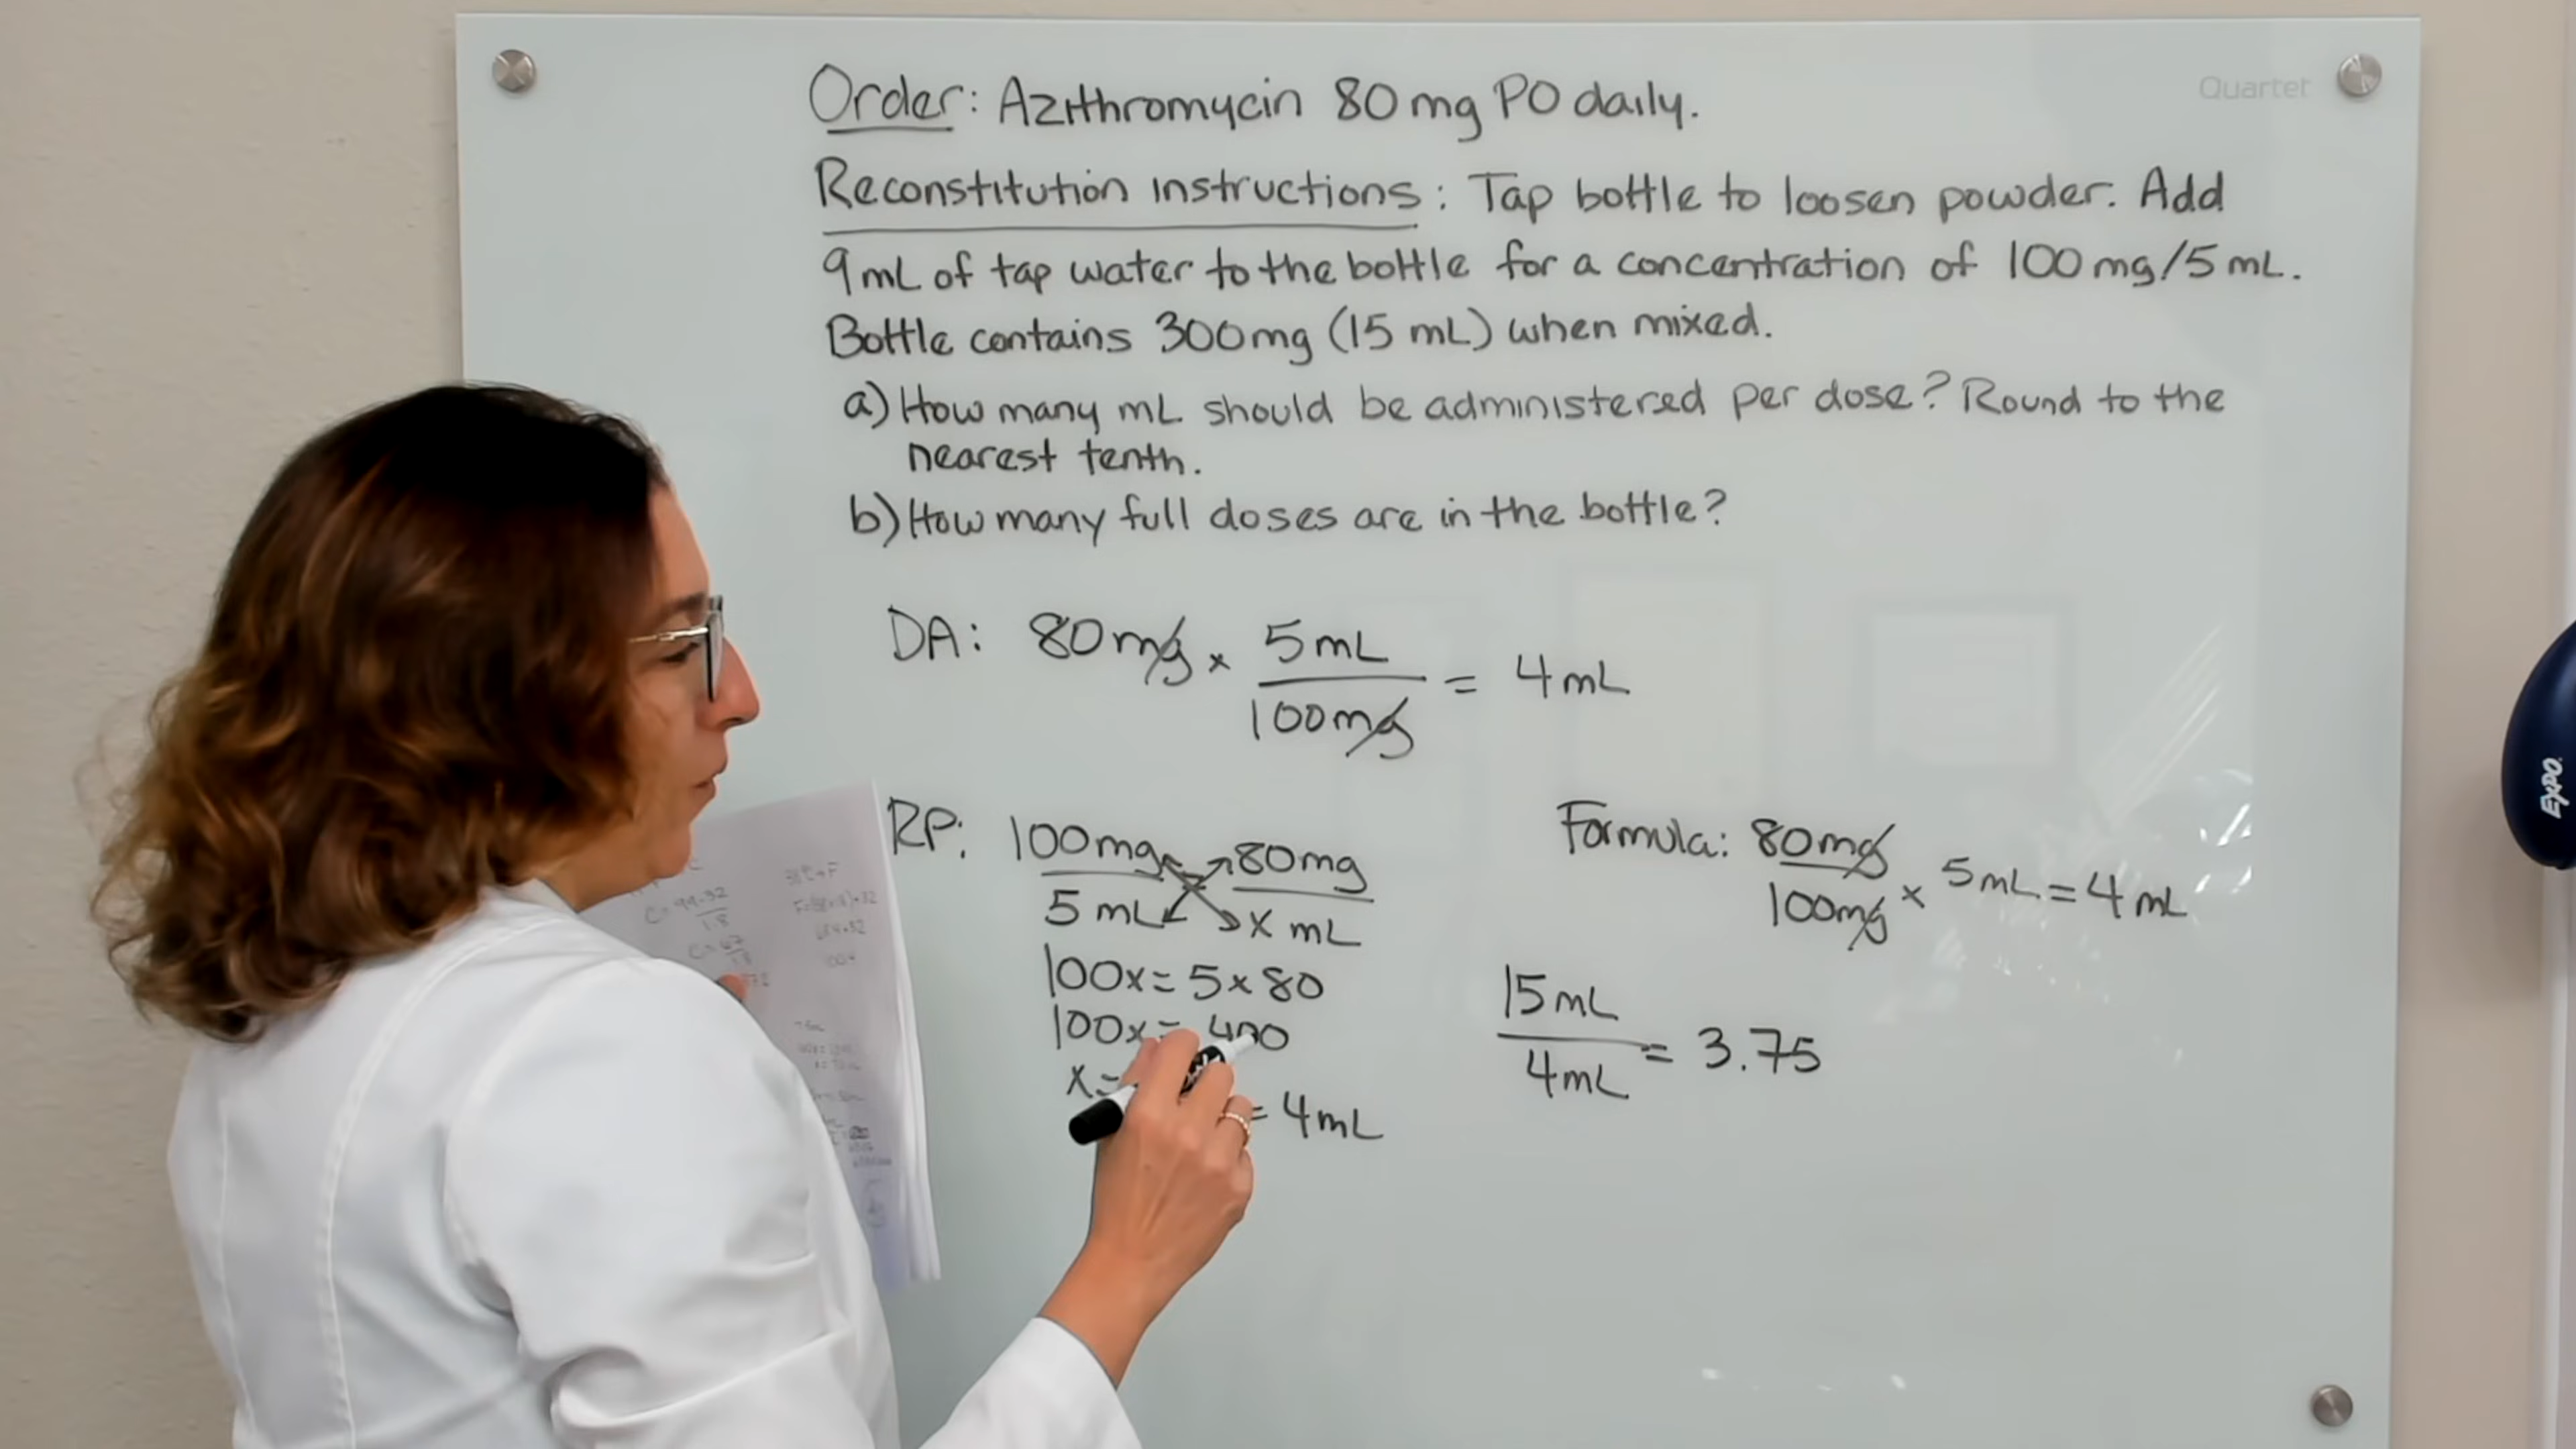 Quartet
Order: Azithromycin 80 mg PO daily.
Reconstitution instructions: Tap bottle to loosen powder. Add
9 mL of tap water to the bottle for a concentration of 100 mg/5 mL.
Bottle contains 300mg (15 mL) when mixed.
a) How many mL should be administered per dose? Round to the
nearest tenth.
b) How many full doses are in the bottle?
DA: 80 mg x 5 mL / 100 mg = 4 mL
EXPO
RP: 100 mg / 5 mL 80 mg / x mL
100x = 5 x 80
100x = 400
x =
= 4 mL
Formula: 80 mg / 100 mg x 5 mL = 4 mL
15 mL / 4 mL = 3.75